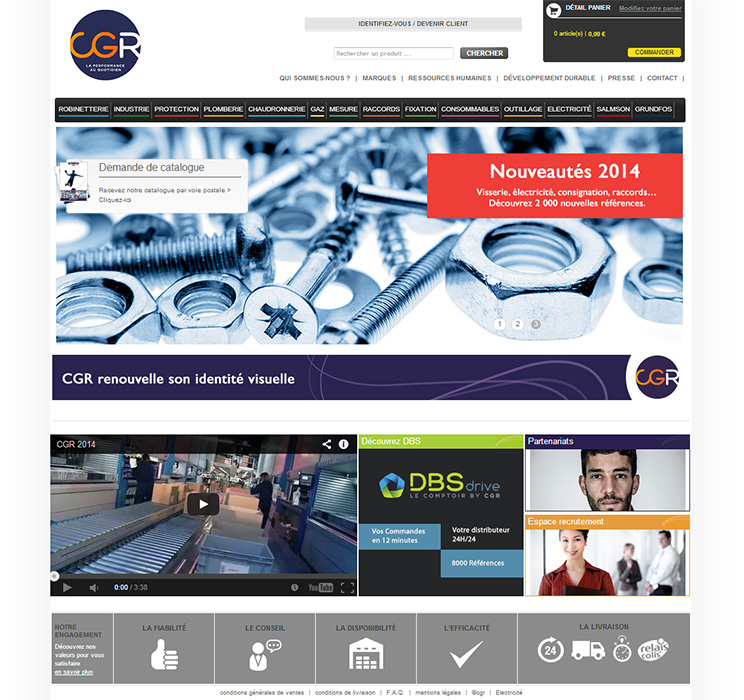 CGR
LA PERFORMANCE
AU QUOTIDIEN
IDENTIFIEZ-VOUS / DEVENIR CLIENT
DÉTAIL PANIER Modifiez votre panier
0 article(s) | 0,00 €
COMMANDER
Rechercher un produit ... CHERCHER
QUI SOMMES-NOUS ? | MARQUES | RESSOURCES HUMAINES | DÉVELOPPEMENT DURABLE | PRESSE | CONTACT |
ROBINETTERIE INDUSTRIE PROTECTION PLOMBERIE CHAUDRONNERIE GAZ MESURE RACCORDS FIXATION CONSOMMABLES OUTILLAGE ELECTRICITÉ SALMSON GRUNDFOS
Demande de catalogue
Recevez notre catalogue par voie postale >
Cliquez-ici
Nouveautés 2014
Visserie, électricité, consignation, raccords...
Découvrez 2 000 nouvelles références.
1 2 3
CGR renouvelle son identité visuelle
CGR
CGR 2014
0:00 / 3:38
YouTube
Découvrez DBS
DBS drive
LE COMPTOIR BY CGR
Vos Commandes
en 12 minutes
Votre distributeur
24H/24
8000 Références
Partenariats
Espace recrutement
NOTRE
ENGAGEMENT
Découvrez nos
valeurs pour vous
satisfaire
en savoir plus
LA FIABILITÉ
LE CONSEIL
LA DISPONIBILITÉ
L'EFFICACITÉ
LA LIVRAISON
24
relais
colis
conditions générales de ventes | conditions de livraison | F.A.Q. | mentions légales | ©cgr | Electricité